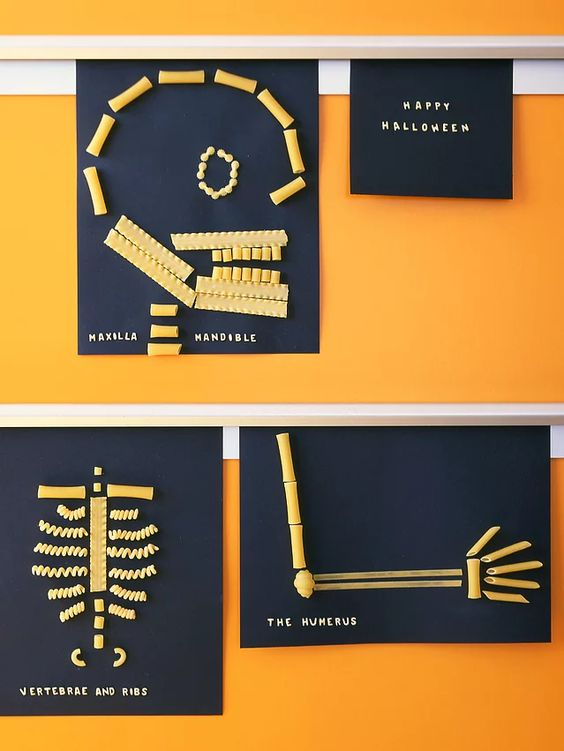 HAPPY
HALLOWEEN
MAXILLA MANDIBLE
VERTEBRAE AND RIBS
THE HUMERUS